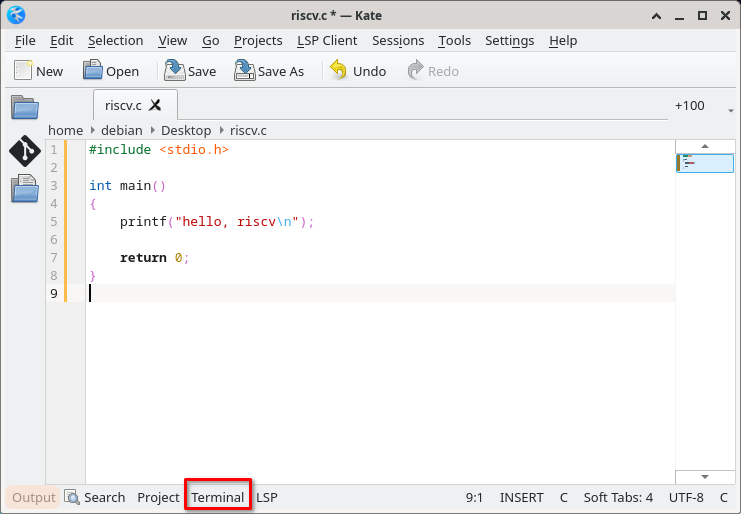 riscv.c * — Kate
File Edit Selection View Go Projects LSP Client Sessions Tools Settings Help
New Open Save Save As Undo Redo
riscv.c +100
home debian Desktop riscv.c
1 #include <stdio.h>
2
3 int main()
4 {
5     printf("hello, riscv\n");
6
7     return 0;
8 }
9
Output Search Project Terminal LSP 9:1 INSERT C Soft Tabs: 4 UTF-8 C